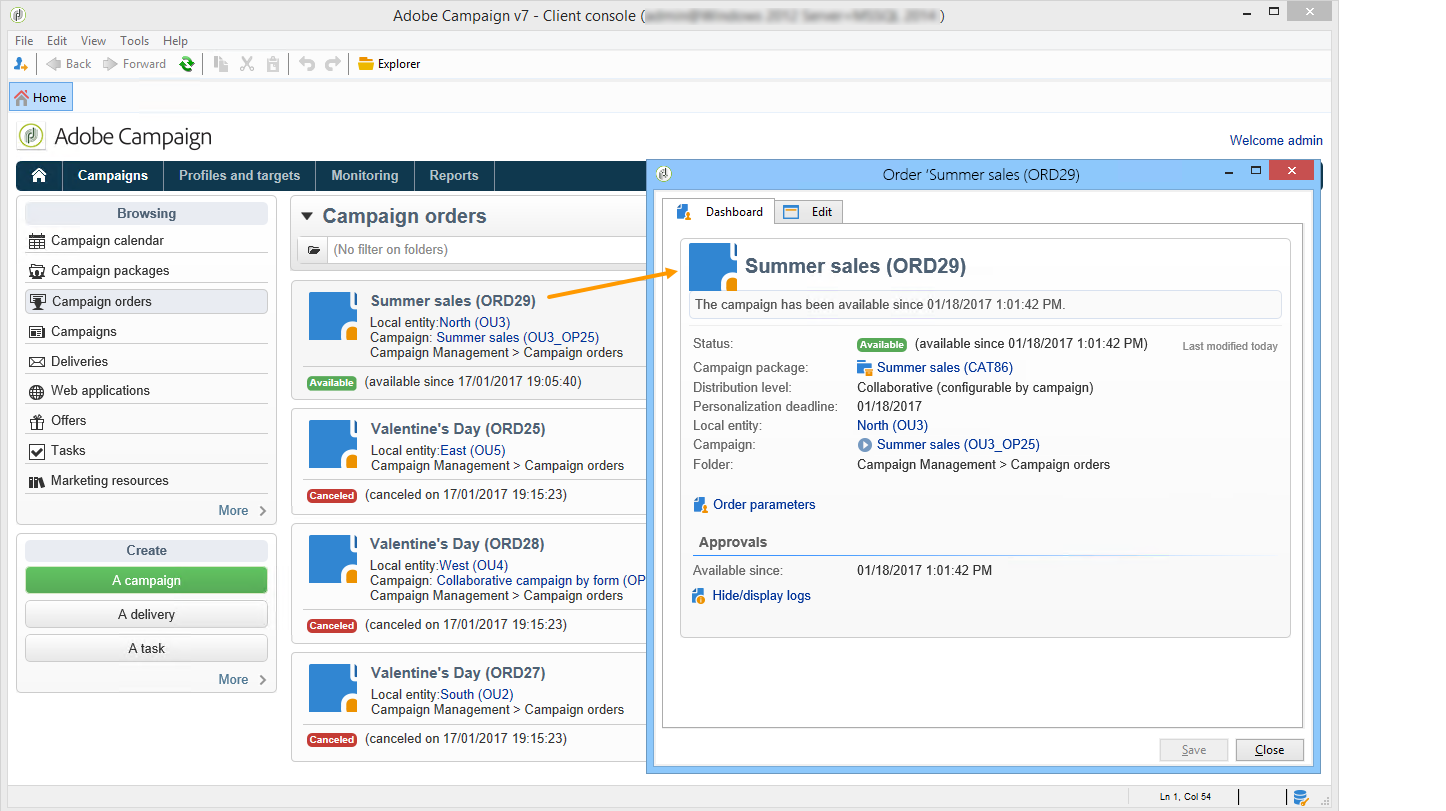 Adobe Campaign v7 - Client console ( )
File Edit View Tools Help
Back Forward Explorer
Home
Adobe Campaign
Welcome admin
Campaigns Profiles and targets Monitoring Reports
Browsing
Campaign calendar
Campaign packages
Campaign orders
Campaigns
Deliveries
Web applications
Offers
Tasks
Marketing resources
More
Create
A campaign
A delivery
A task
More
Campaign orders
(No filter on folders)
Summer sales (ORD29)
Local entity:North (OU3)
Campaign: Summer sales (OU3_OP25)
Campaign Management > Campaign orders
Available (available since 17/01/2017 19:05:40)
Valentine's Day (ORD25)
Local entity:East (OU5)
Campaign Management > Campaign orders
Canceled (canceled on 17/01/2017 19:15:23)
Valentine's Day (ORD28)
Local entity:West (OU4)
Campaign: Collaborative campaign by form (OP
Campaign Management > Campaign orders
Canceled (canceled on 17/01/2017 19:15:23)
Valentine's Day (ORD27)
Local entity:South (OU2)
Campaign Management > Campaign orders
Canceled (canceled on 17/01/2017 19:15:23)
Order 'Summer sales (ORD29)
Dashboard Edit
Summer sales (ORD29)
The campaign has been available since 01/18/2017 1:01:42 PM.
Status: Available (available since 01/18/2017 1:01:42 PM) Last modified today
Campaign package: Summer sales (CAT86)
Distribution level: Collaborative (configurable by campaign)
Personalization deadline: 01/18/2017
Local entity: North (OU3)
Campaign: Summer sales (OU3_OP25)
Folder: Campaign Management > Campaign orders
Order parameters
Approvals
Available since: 01/18/2017 1:01:42 PM
Hide/display logs
Save Close
Ln 1, Col 54